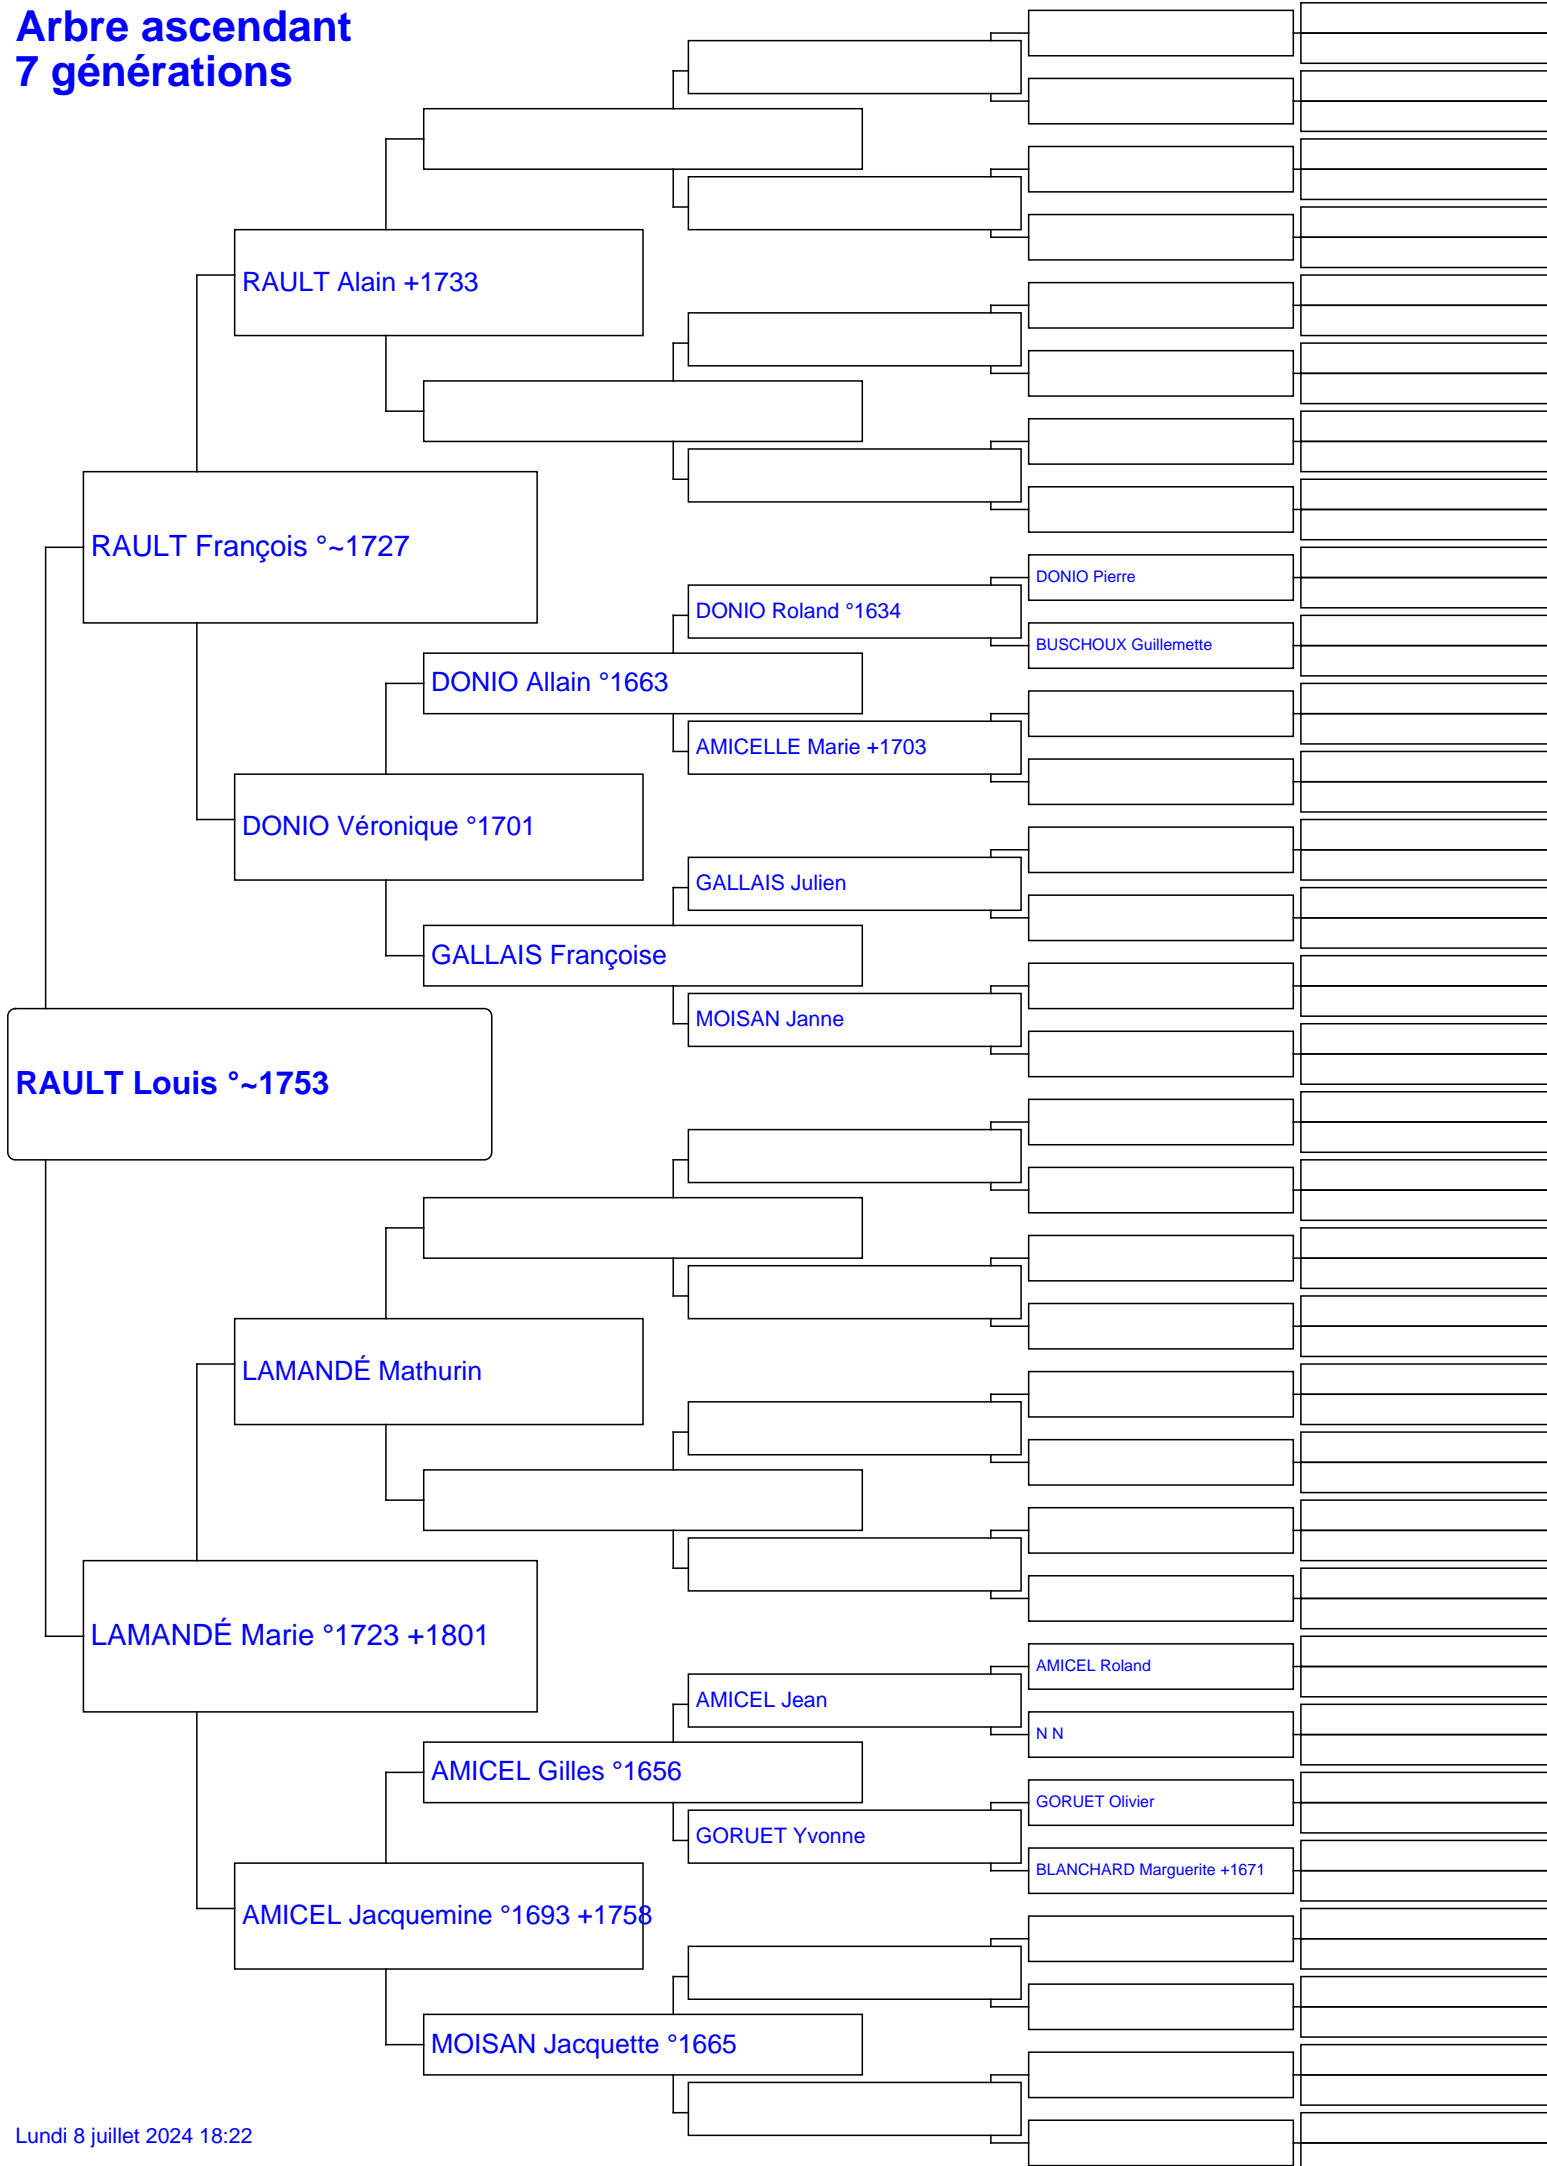 Arbre ascendant
7 générations
RAULT Alain +1733
RAULT François °~1727
DONIO Pierre
DONIO Roland °1634
BUSCHOUX Guillemette
DONIO Allain °1663
AMICELLE Marie +1703
DONIO Véronique °1701
GALLAIS Julien
GALLAIS Françoise
MOISAN Janne
RAULT Louis °~1753
LAMANDÉ Mathurin
LAMANDÉ Marie °1723 +1801
AMICEL Roland
AMICEL Jean
N N
AMICEL Gilles °1656
GORUET Olivier
GORUET Yvonne
BLANCHARD Marguerite +1671
AMICEL Jacquemine °1693 +1758
MOISAN Jacquette °1665
Lundi 8 juillet 2024 18:22